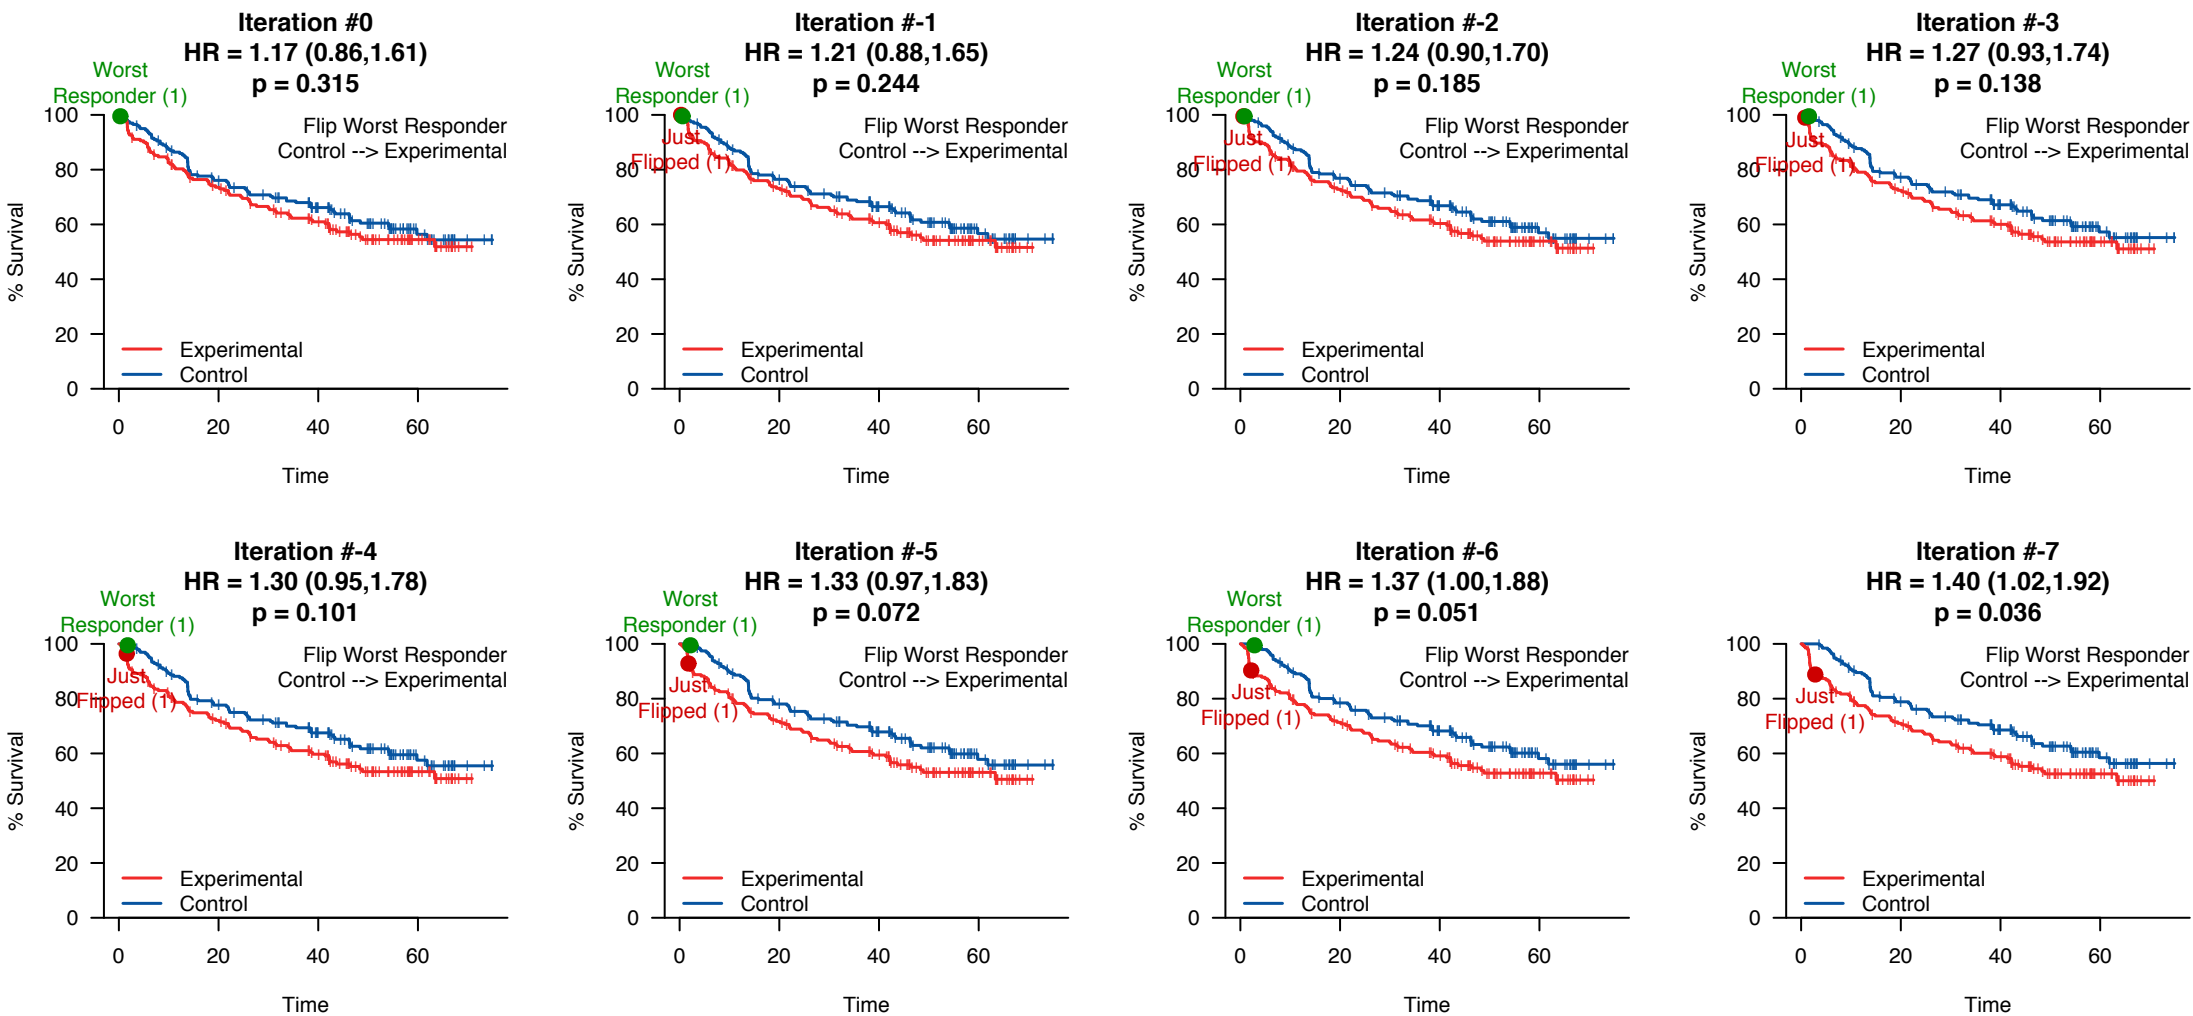 Iteration #0
HR = 1.17 (0.86,1.61)
p = 0.315
Worst
Responder (1)
Flip Worst Responder
Control --> Experimental
% Survival
100
80
60
40
20
0
Experimental
Control
0 20 40 60
Time
Iteration #-1
HR = 1.21 (0.88,1.65)
p = 0.244
Worst
Responder (1)
Just
Flipped (1)
Flip Worst Responder
Control --> Experimental
% Survival
100
80
60
40
20
0
Experimental
Control
0 20 40 60
Time
Iteration #-2
HR = 1.24 (0.90,1.70)
p = 0.185
Worst
Responder (1)
Just
Flipped (1)
Flip Worst Responder
Control --> Experimental
% Survival
100
80
60
40
20
0
Experimental
Control
0 20 40 60
Time
Iteration #-3
HR = 1.27 (0.93,1.74)
p = 0.138
Worst
Responder (1)
Just
Flipped (1)
Flip Worst Responder
Control --> Experimental
% Survival
100
80
60
40
20
0
Experimental
Control
0 20 40 60
Time
Iteration #-4
HR = 1.30 (0.95,1.78)
p = 0.101
Worst
Responder (1)
Just
Flipped (1)
Flip Worst Responder
Control --> Experimental
% Survival
100
80
60
40
20
0
Experimental
Control
0 20 40 60
Time
Iteration #-5
HR = 1.33 (0.97,1.83)
p = 0.072
Worst
Responder (1)
Just
Flipped (1)
Flip Worst Responder
Control --> Experimental
% Survival
100
80
60
40
20
0
Experimental
Control
0 20 40 60
Time
Iteration #-6
HR = 1.37 (1.00,1.88)
p = 0.051
Worst
Responder (1)
Just
Flipped (1)
Flip Worst Responder
Control --> Experimental
% Survival
100
80
60
40
20
0
Experimental
Control
0 20 40 60
Time
Iteration #-7
HR = 1.40 (1.02,1.92)
p = 0.036
Just
Flipped (1)
Flip Worst Responder
Control --> Experimental
% Survival
100
80
60
40
20
0
Experimental
Control
0 20 40 60
Time